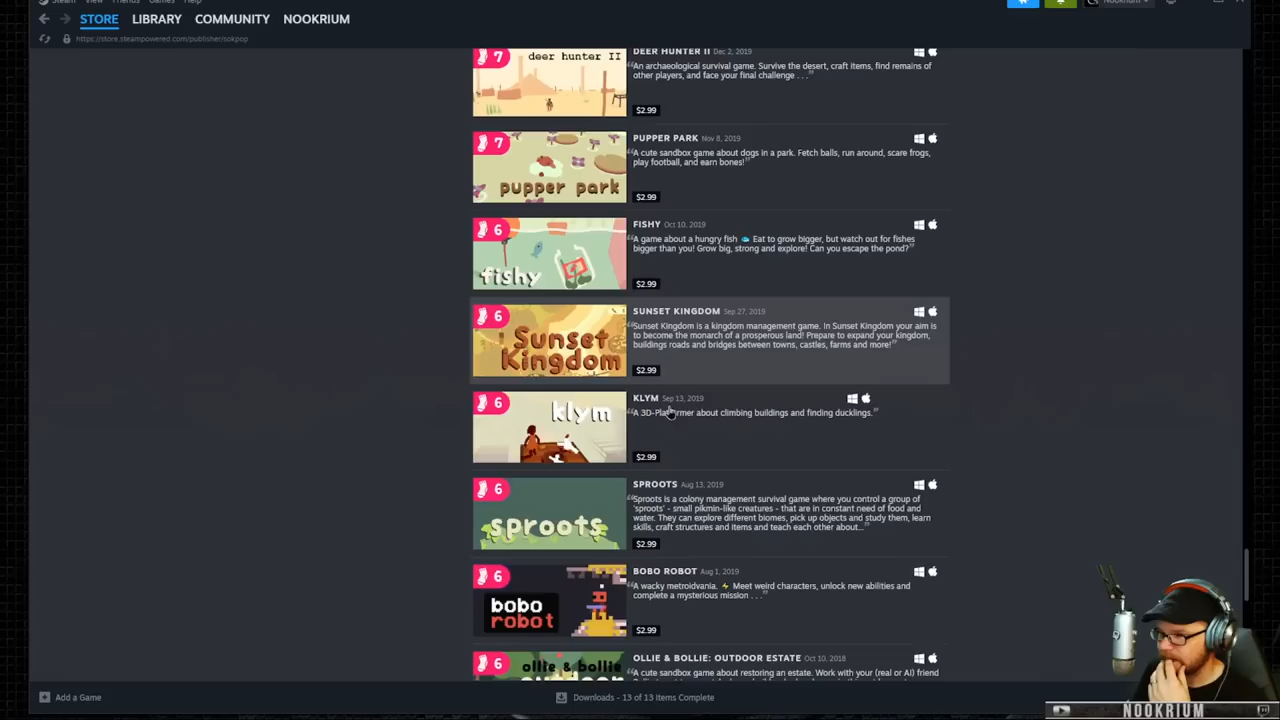 Steam View Friends Games Help
Nookrium
STORE LIBRARY COMMUNITY NOOKRIUM
https://store.steampowered.com/publisher/sokpop
7
deer hunter II
DEER HUNTER II Dec 2, 2019
"An archaeological survival game. Survive the desert, craft items, find remains of
other players, and face your final challenge . . ."
$2.99
7
pupper park
PUPPER PARK Nov 8, 2019
"A cute sandbox game about dogs in a park. Fetch balls, run around, scare frogs,
play football, and earn bones!"
$2.99
6
fishy
FISHY Oct 10, 2019
"A game about a hungry fish 🐟 Eat to grow bigger, but watch out for fishes
bigger than you! Grow big, strong and explore! Can you escape the pond?"
$2.99
6
Sunset
Kingdom
SUNSET KINGDOM Sep 27, 2019
"Sunset Kingdom is a kingdom management game. In Sunset Kingdom your aim is
to become the monarch of a prosperous land! Prepare to expand your kingdom,
buildings roads and bridges between towns, castles, farms and more!"
$2.99
6
klym
KLYM Sep 13, 2019
"A 3D-Platformer about climbing buildings and finding ducklings."
$2.99
6
sproots
SPROOTS Aug 13, 2019
"Sproots is a colony management survival game where you control a group of
'sproots' - small pikmin-like creatures - that are in constant need of food and
water. They can explore different biomes, pick up objects and study them, learn
skills, craft structures and items and teach each other about..."
$2.99
6
bobo
robot
BOBO ROBOT Aug 1, 2019
"A wacky metroidvania. ⚡ Meet weird characters, unlock new abilities and
complete a mysterious mission . . ."
$2.99
6
ollie & bollie
OLLIE & BOLLIE: OUTDOOR ESTATE Oct 10, 2018
"A cute sandbox game about restoring an estate. Work with your (real or AI) friend
Add a Game
Downloads - 13 of 13 Items Complete
NOOKRIUM